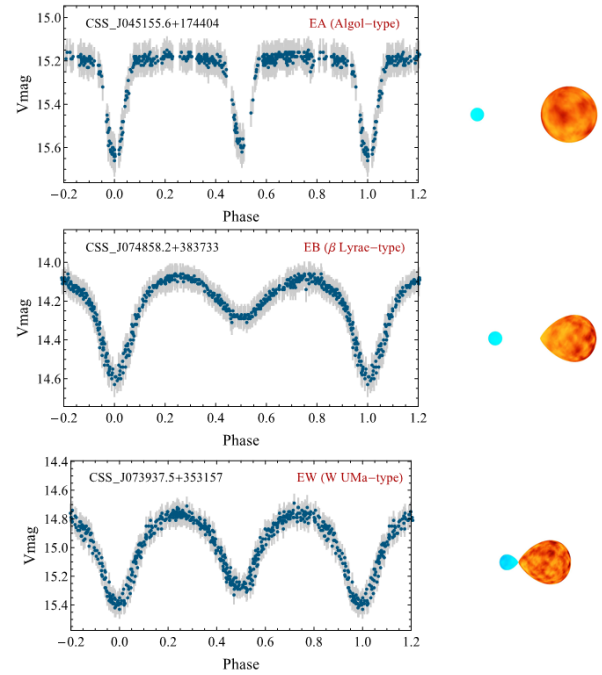 CSS_J045155.6+174404 EA (Algol-type)
Vmag
15.0
15.2
15.4
15.6
15.8
−0.2 0.0 0.2 0.4 0.6 0.8 1.0 1.2
Phase
CSS_J074858.2+383733 EB (β Lyrae-type)
Vmag
14.0
14.2
14.4
14.6
−0.2 0.0 0.2 0.4 0.6 0.8 1.0 1.2
Phase
14.4
CSS_J073937.5+353157 EW (W UMa-type)
Vmag
14.6
14.8
15.0
15.2
15.4
−0.2 0.0 0.2 0.4 0.6 0.8 1.0 1.2
Phase